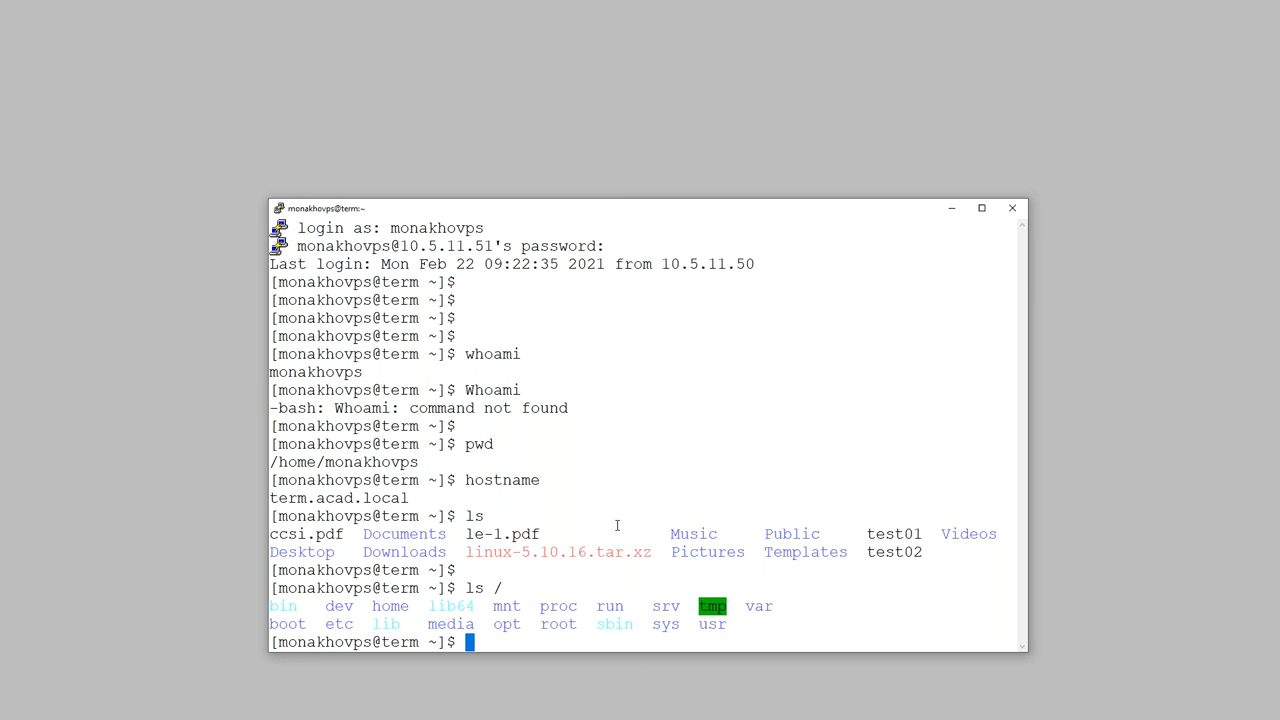 monakhovps@term:~
login as: monakhovps
monakhovps@10.5.11.51's password:
Last login: Mon Feb 22 09:22:35 2021 from 10.5.11.50
[monakhovps@term ~]$
[monakhovps@term ~]$
[monakhovps@term ~]$
[monakhovps@term ~]$
[monakhovps@term ~]$ whoami
monakhovps
[monakhovps@term ~]$ Whoami
-bash: Whoami: command not found
[monakhovps@term ~]$
[monakhovps@term ~]$ pwd
/home/monakhovps
[monakhovps@term ~]$ hostname
term.acad.local
[monakhovps@term ~]$ ls
ccsi.pdf  Documents  le-1.pdf              Music     Public     test01  Videos
Desktop   Downloads  linux-5.10.16.tar.xz  Pictures  Templates  test02
[monakhovps@term ~]$
[monakhovps@term ~]$ ls /
bin   dev  home  lib64  mnt  proc  run   srv  tmp  var
boot  etc  lib   media  opt  root  sbin  sys  usr
[monakhovps@term ~]$